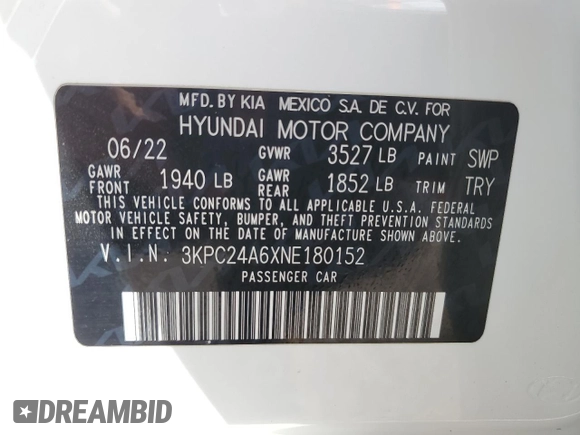 MFD. BY KIA MEXICO S.A. DE C.V. FOR
HYUNDAI MOTOR COMPANY
06/22 GVWR 3527 LB PAINT SWP
GAWR FRONT 1940 LB GAWR REAR 1852 LB TRIM TRY
THIS VEHICLE CONFORMS TO ALL APPLICABLE U.S.A. FEDERAL
MOTOR VEHICLE SAFETY, BUMPER, AND THEFT PREVENTION STANDARDS
IN EFFECT ON THE DATE OF MANUFACTURE SHOWN ABOVE.
V.I.N. 3KPC24A6XNE180152
PASSENGER CAR
DREAMBID